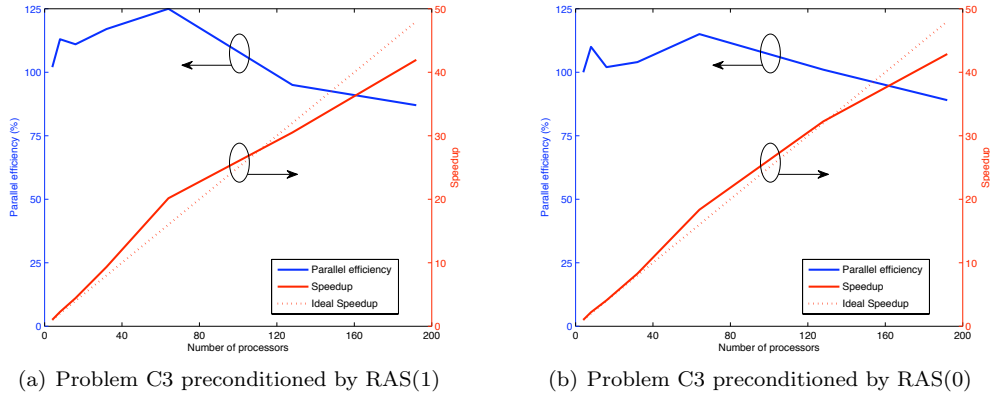 125
100
75
50
25
0
Parallel efficiency (%)
50
40
30
20
10
0
Speedup
Parallel efficiency
Speedup
Ideal Speedup
0 40 80 120 160 200
Number of processors
(a) Problem C3 preconditioned by RAS(1)
125
100
75
50
25
0
Parallel efficiency (%)
50
40
30
20
10
0
Speedup
Parallel efficiency
Speedup
Ideal Speedup
0 40 80 120 160 200
Number of processors
(b) Problem C3 preconditioned by RAS(0)